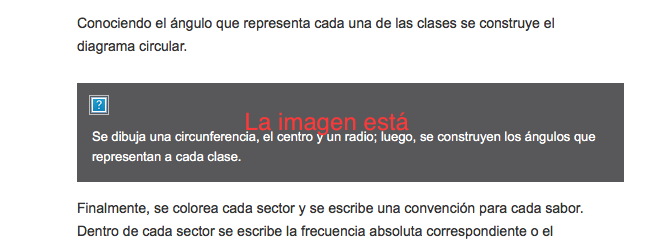 Conociendo el ángulo que representa cada una de las clases se construye el
diagrama circular.
?
La imagen está
Se dibuja una circunferencia, el centro y un radio; luego, se construyen los ángulos que
representan a cada clase.
Finalmente, se colorea cada sector y se escribe una convención para cada sabor.
Dentro de cada sector se escribe la frecuencia absoluta correspondiente o el